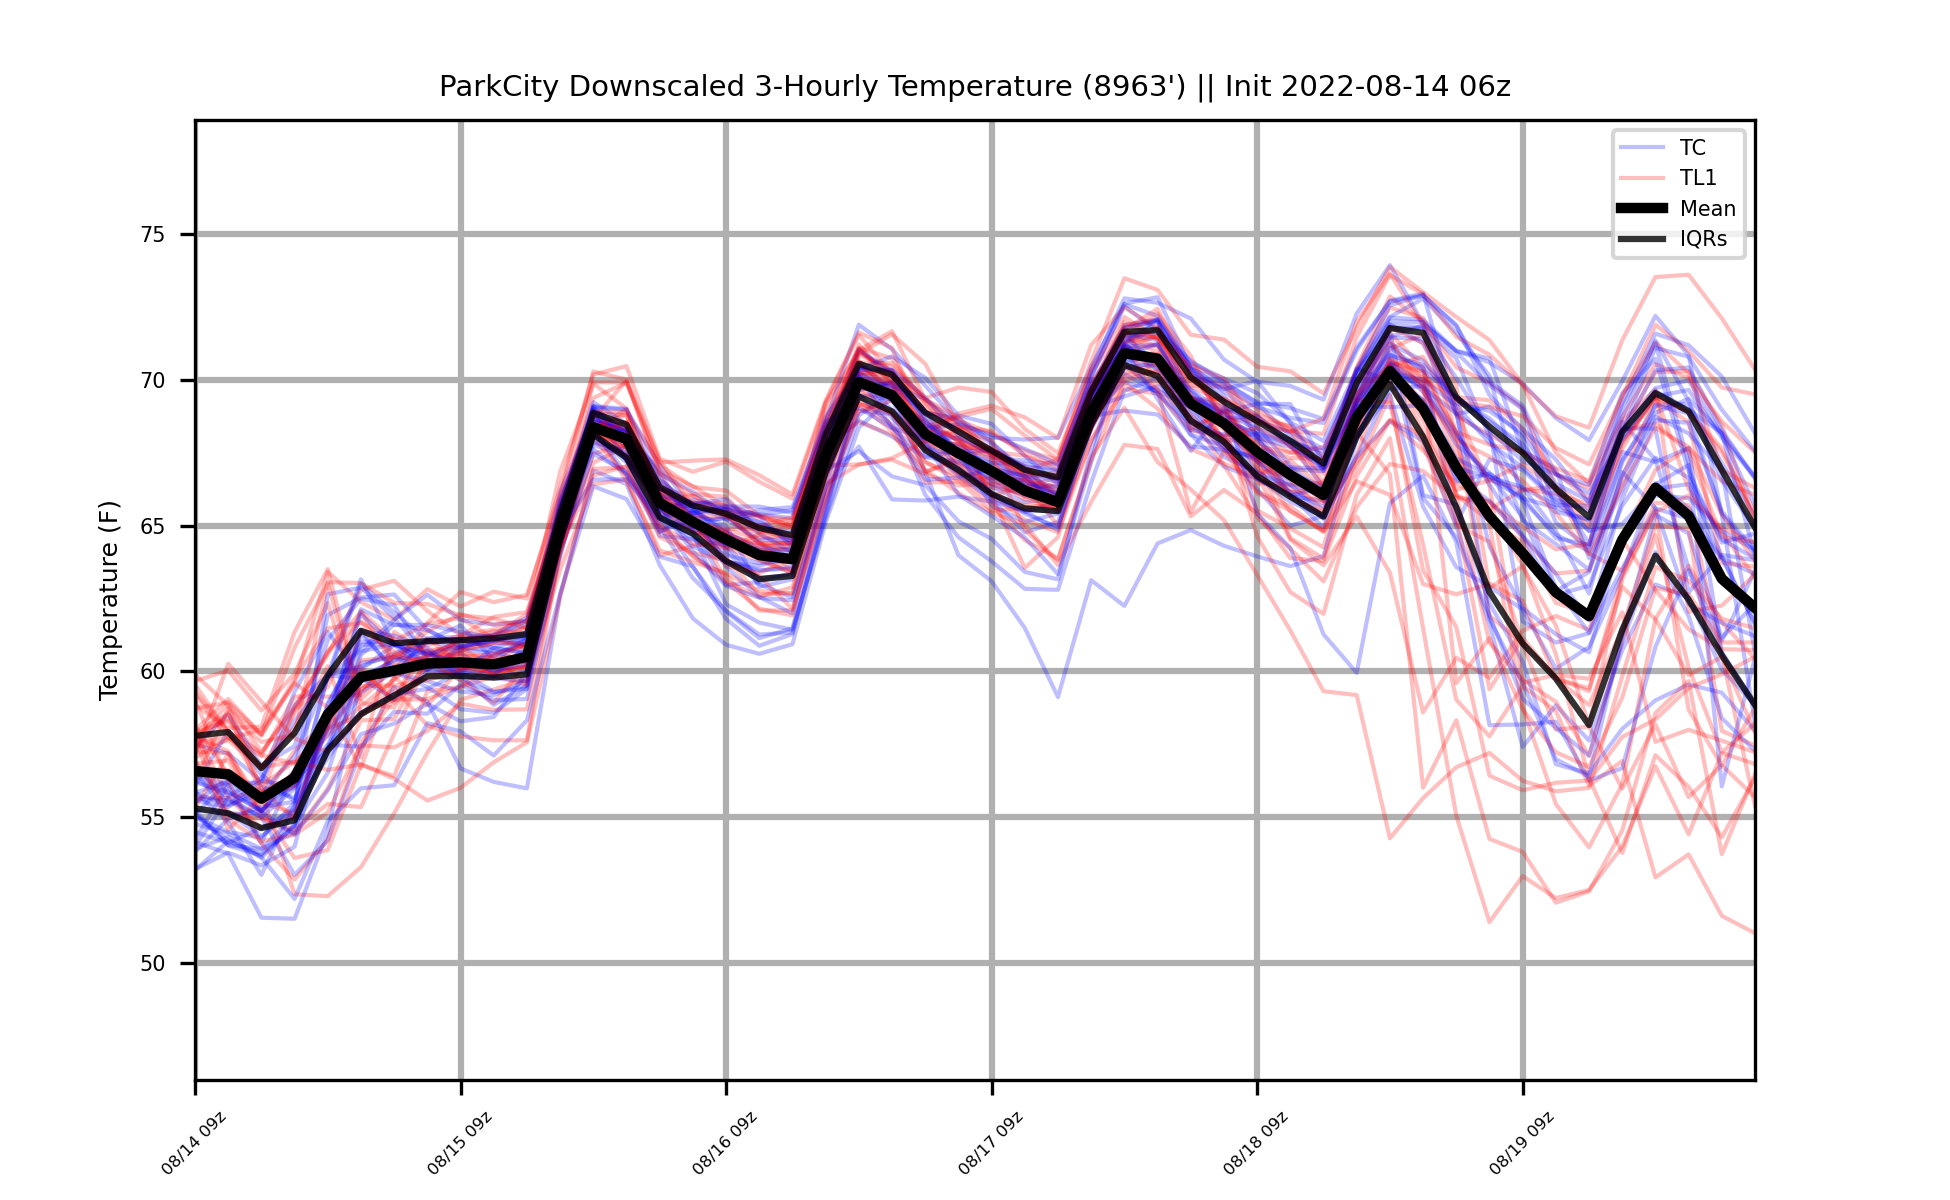 ParkCity Downscaled 3-Hourly Temperature (8963') || Init 2022-08-14 06z
TC
TL1
Mean
IQRs
Temperature (F)
75
70
65
60
55
50
08/14 09z
08/15 09z
08/16 09z
08/17 09z
08/18 09z
08/19 09z